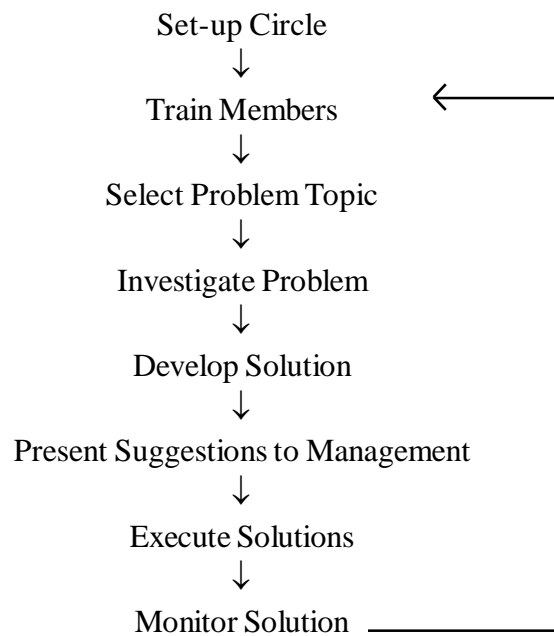 Set-up Circle
Train Members
Select Problem Topic
Investigate Problem
Develop Solution
Present Suggestions to Management
Execute Solutions
Monitor Solution